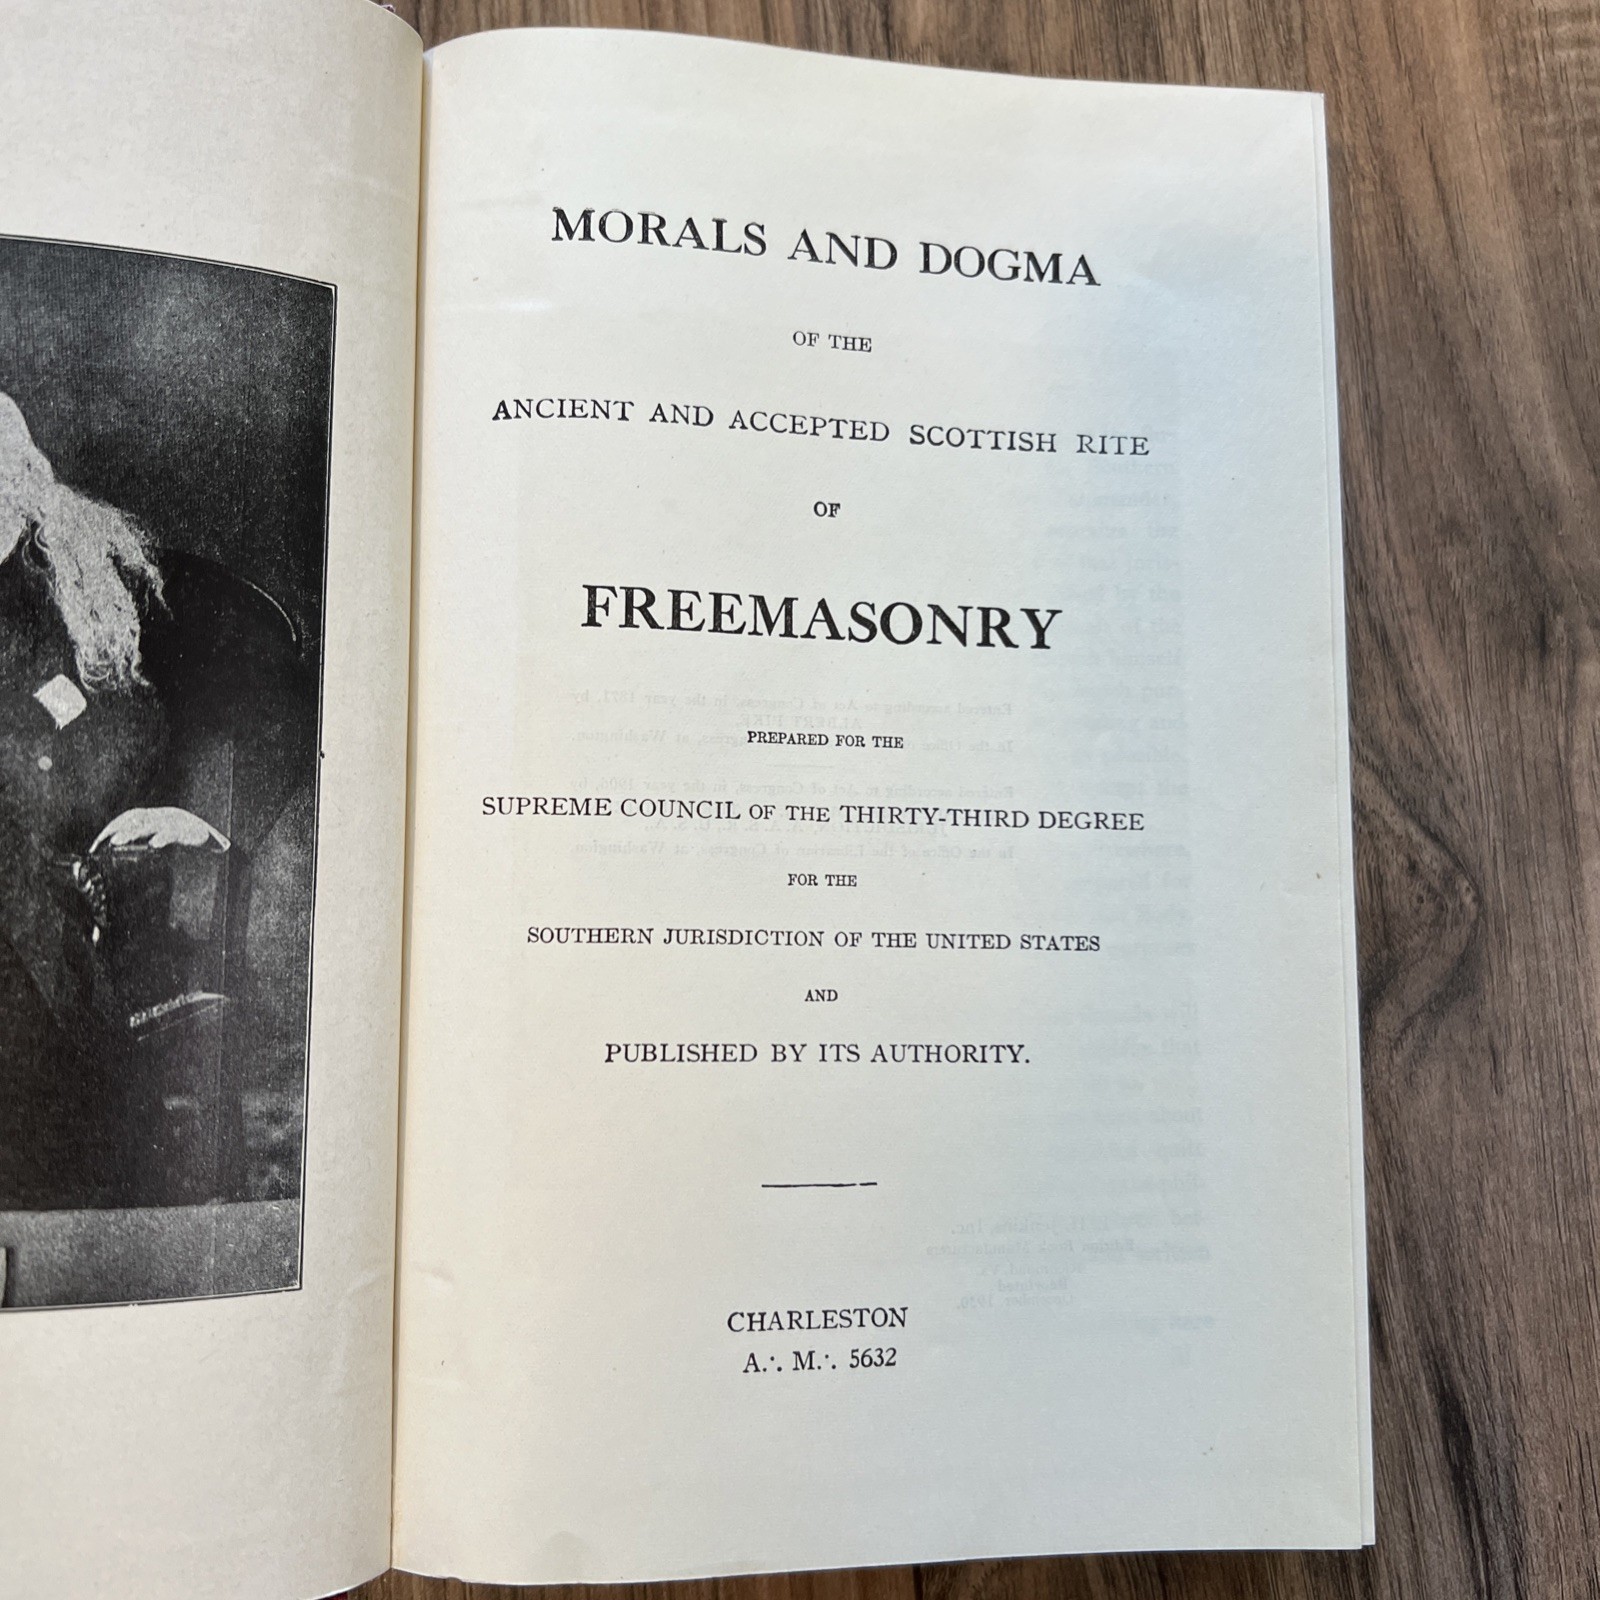 MORALS AND DOGMA
OF THE
ANCIENT AND ACCEPTED SCOTTISH RITE
OF
FREEMASONRY
PREPARED FOR THE
SUPREME COUNCIL OF THE THIRTY-THIRD DEGREE
FOR THE
SOUTHERN JURISDICTION OF THE UNITED STATES
AND
PUBLISHED BY ITS AUTHORITY.
CHARLESTON
A∴ M∴ 5632